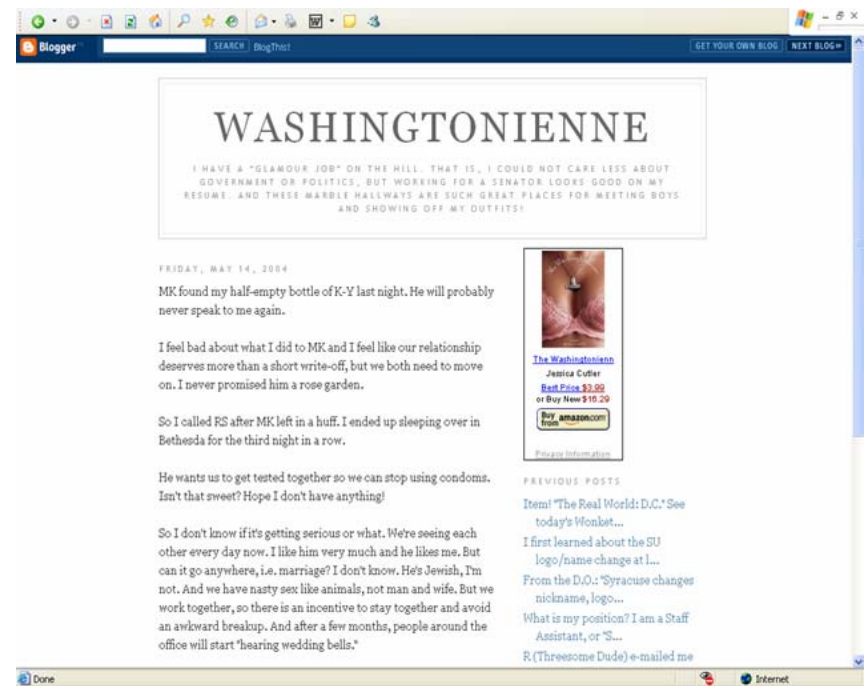 Blogger
SEARCH BlogThis!
GET YOUR OWN BLOG NEXT BLOG»
WASHINGTONIENNE
I HAVE A "GLAMOUR JOB" ON THE HILL. THAT IS, I COULD NOT CARE LESS ABOUT
GOVERNMENT OR POLITICS, BUT WORKING FOR A SENATOR LOOKS GOOD ON MY
RESUME. AND THESE MARBLE HALLWAYS ARE SUCH GREAT PLACES FOR MEETING BOYS
AND SHOWING OFF MY OUTFITS!
FRIDAY, MAY 14, 2004
MK found my half-empty bottle of K-Y last night. He will probably
never speak to me again.
I feel bad about what I did to MK and I feel like our relationship
deserves more than a short write-off, but we both need to move
on. I never promised him a rose garden.
So I called RS after MK left in a huff. I ended up sleeping over in
Bethesda for the third night in a row.
He wants us to get tested together so we can stop using condoms.
Isn't that sweet? Hope I don't have anything!
So I don't know if it's getting serious or what. We're seeing each
other every day now. I like him very much and he likes me. But
can it go anywhere, i.e. marriage? I don't know. He's Jewish, I'm
not. And we have nasty sex like animals, not man and wife. But we
work together, so there is an incentive to stay together and avoid
an awkward breakup. And after a few months, people around the
office will start "hearing wedding bells."
The Washingtonienn
Jessica Cutler
Best Price $3.99
or Buy New $16.29
Buy from amazon.com
Privacy Information
PREVIOUS POSTS
Item! "The Real World: D.C." See
today's Wonket...
I first learned about the SU
logo/name change at l...
From the D.O.: "Syracuse changes
nickname, logo...
What is my position? I am a Staff
Assistant, or "S...
R (Threesome Dude) e-mailed me
Done
Internet